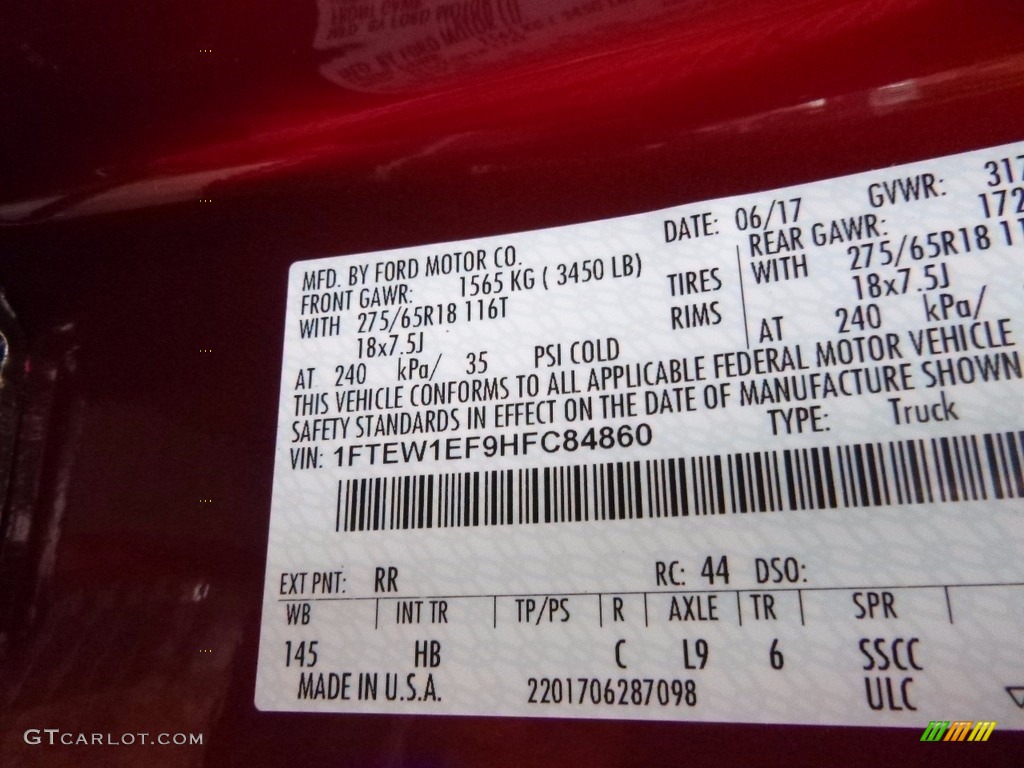 MFD. BY FORD MOTOR CO.
DATE: 06/17 GVWR: 317
FRONT GAWR: 1565 KG ( 3450 LB)
REAR GAWR: 172
WITH 275/65R18 116T TIRES
WITH 275/65R18 11
18x7.5J RIMS
18x7.5J
AT 240 kPa/ 35 PSI COLD
AT 240 kPa/
THIS VEHICLE CONFORMS TO ALL APPLICABLE FEDERAL MOTOR VEHICLE
SAFETY STANDARDS IN EFFECT ON THE DATE OF MANUFACTURE SHOWN
VIN: 1FTEW1EF9HFC84860 TYPE: Truck
EXT PNT: RR RC: 44 DSO:
WB INT TR TP/PS R AXLE TR SPR
145 HB C L9 6 SSCC
MADE IN U.S.A. 2201706287098 ULC
GTCARLOT.COM